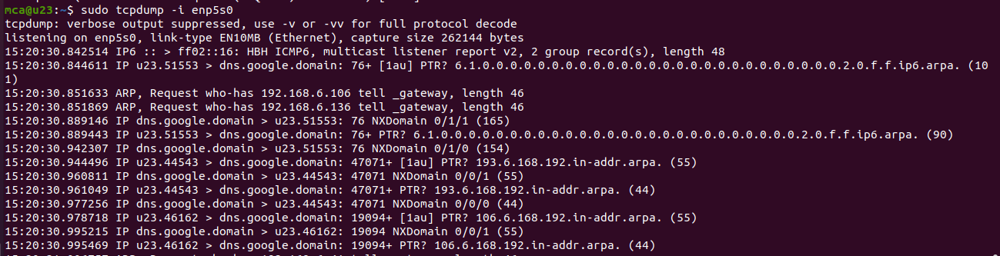 mca@u23:~$ sudo tcpdump -i enp5s0
tcpdump: verbose output suppressed, use -v or -vv for full protocol decode
listening on enp5s0, link-type EN10MB (Ethernet), capture size 262144 bytes
15:20:30.842514 IP6 :: > ff02::16: HBH ICMP6, multicast listener report v2, 2 group record(s), length 48
15:20:30.844611 IP u23.51553 > dns.google.domain: 76+ [1au] PTR? 6.1.0.0.0.0.0.0.0.0.0.0.0.0.0.0.0.0.0.0.0.0.0.0.0.0.0.0.2.0.f.f.ip6.arpa. (10
1)
15:20:30.851633 ARP, Request who-has 192.168.6.106 tell _gateway, length 46
15:20:30.851869 ARP, Request who-has 192.168.6.136 tell _gateway, length 46
15:20:30.889146 IP dns.google.domain > u23.51553: 76 NXDomain 0/1/1 (165)
15:20:30.889443 IP u23.51553 > dns.google.domain: 76+ PTR? 6.1.0.0.0.0.0.0.0.0.0.0.0.0.0.0.0.0.0.0.0.0.0.0.0.0.0.0.2.0.f.f.ip6.arpa. (90)
15:20:30.942307 IP dns.google.domain > u23.51553: 76 NXDomain 0/1/0 (154)
15:20:30.944496 IP u23.44543 > dns.google.domain: 47071+ [1au] PTR? 193.6.168.192.in-addr.arpa. (55)
15:20:30.960811 IP dns.google.domain > u23.44543: 47071 NXDomain 0/0/1 (55)
15:20:30.961049 IP u23.44543 > dns.google.domain: 47071+ PTR? 193.6.168.192.in-addr.arpa. (44)
15:20:30.977256 IP dns.google.domain > u23.44543: 47071 NXDomain 0/0/0 (44)
15:20:30.978718 IP u23.46162 > dns.google.domain: 19094+ [1au] PTR? 106.6.168.192.in-addr.arpa. (55)
15:20:30.995215 IP dns.google.domain > u23.46162: 19094 NXDomain 0/0/1 (55)
15:20:30.995469 IP u23.46162 > dns.google.domain: 19094+ PTR? 106.6.168.192.in-addr.arpa. (44)